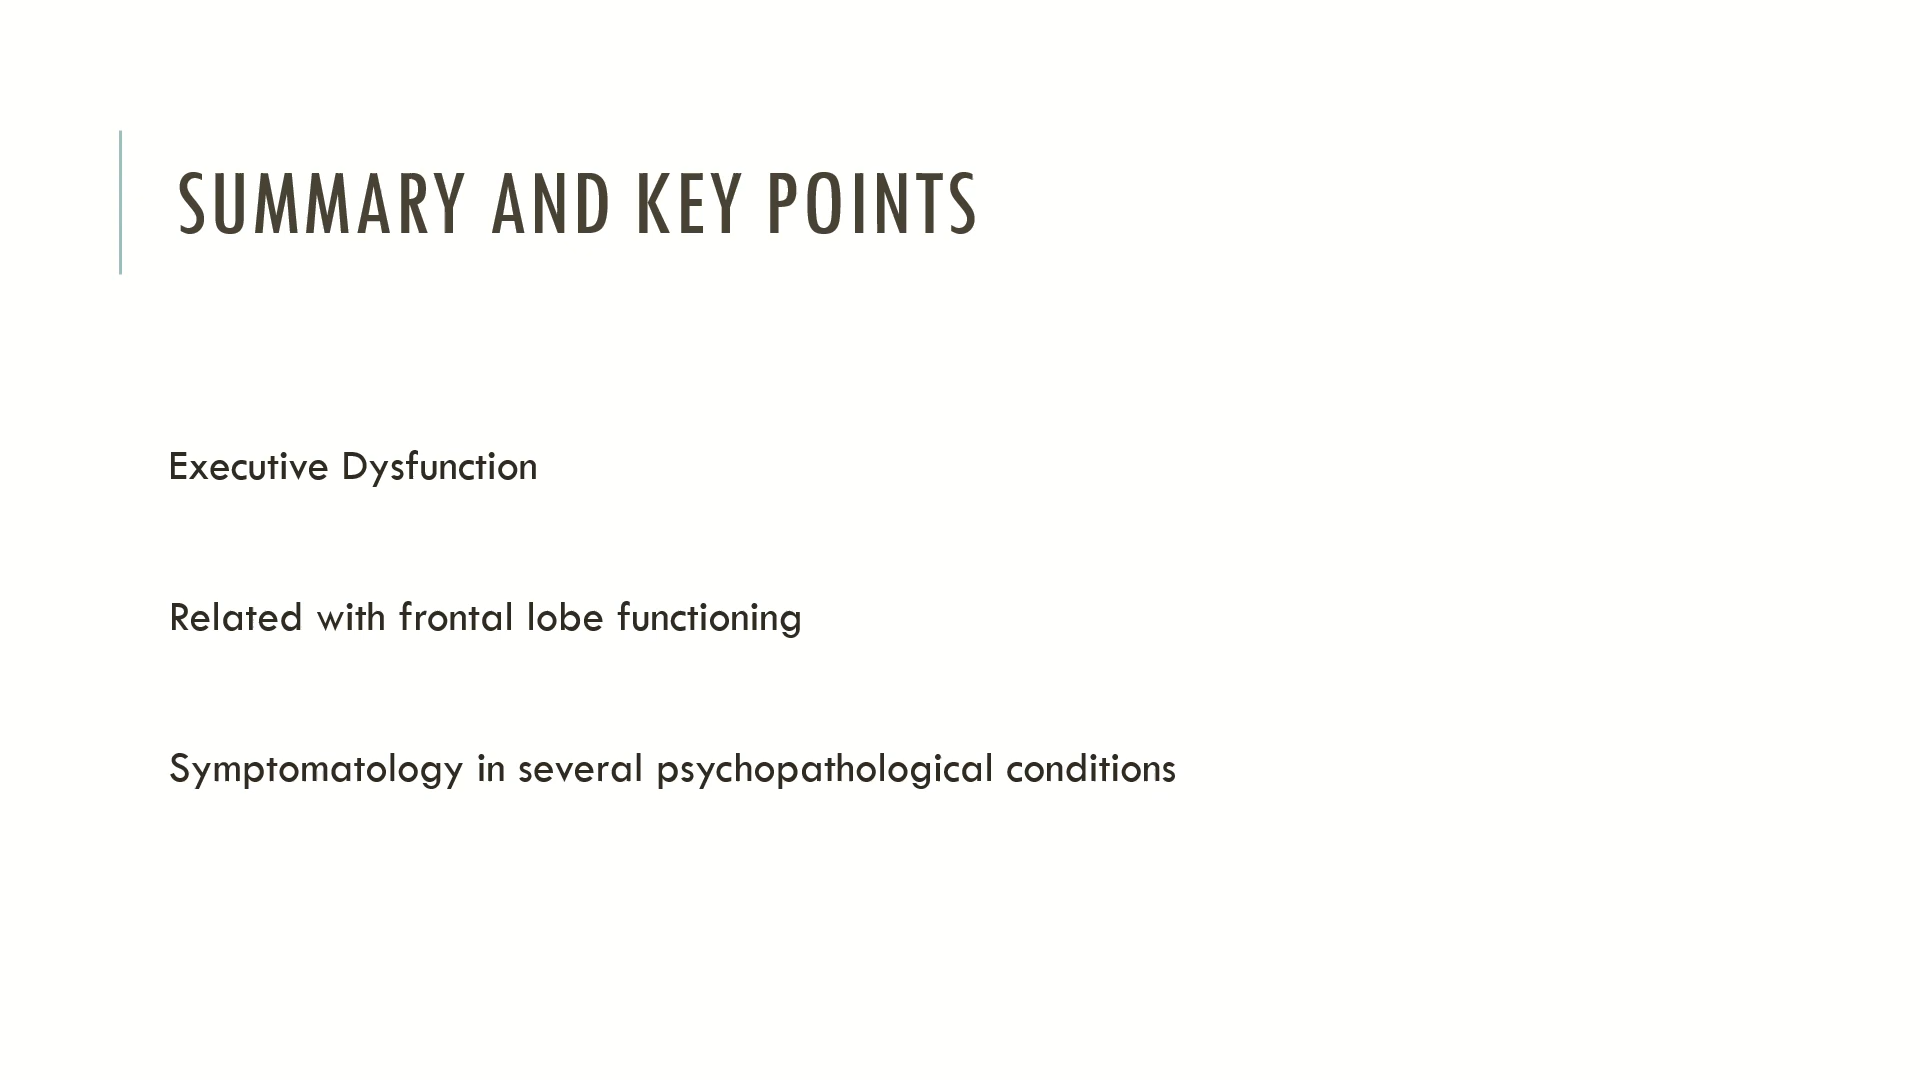 SUMMARY AND KEY POINTS
Executive Dysfunction
Related with frontal lobe functioning
Symptomatology in several psychopathological conditions